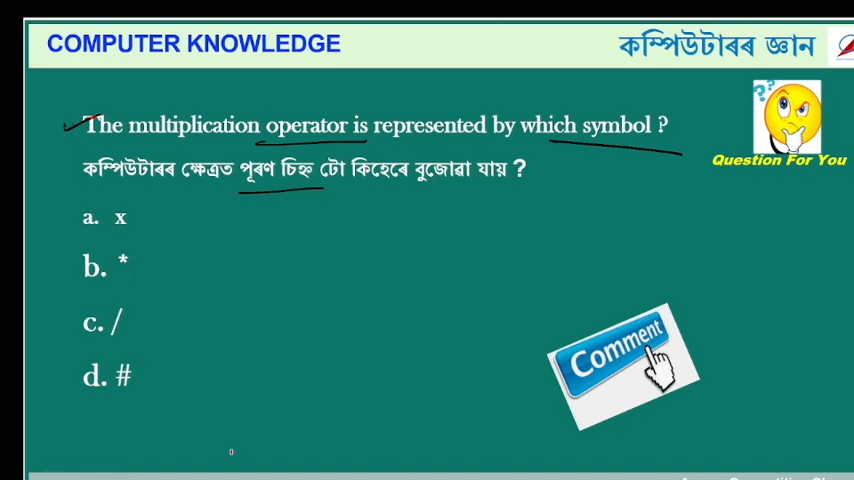 COMPUTER KNOWLEDGE
কম্পিউটাৰৰ জ্ঞান
The multiplication operator is represented by which symbol ?
কম্পিউটাৰৰ ক্ষেত্ৰত পূৰণ চিহ্ন টো কিহেৰে বুজোৱা যায় ?
Question For You
a. x
b. *
c. /
d. #
Comment